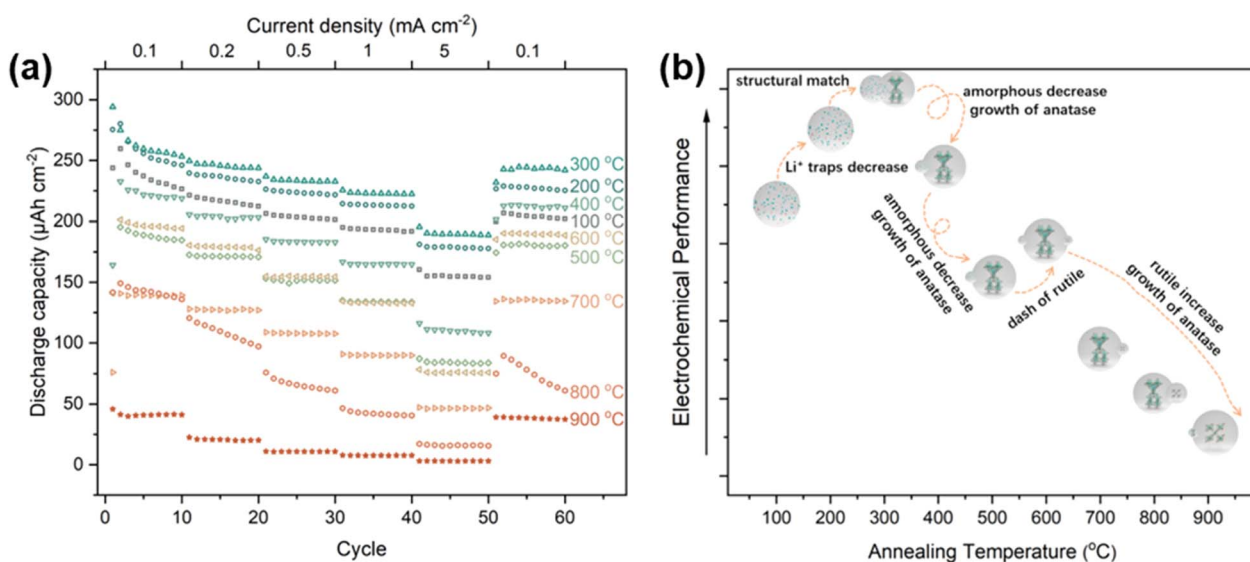 (a)
Current density (mA cm⁻²)
0.1 0.2 0.5 1 5 0.1
Discharge capacity (μAh cm⁻²)
300
250
200
150
100
50
0
300 °C
200 °C
400 °C
100 °C
600 °C
500 °C
700 °C
800 °C
900 °C
0 10 20 30 40 50 60
Cycle
(b)
Electrochemical Performance
structural match
amorphous decrease
growth of anatase
Li⁺ traps decrease
amorphous decrease
growth of anatase
dash of rutile
rutile increase
growth of anatase
100 200 300 400 500 600 700 800 900
Annealing Temperature (°C)